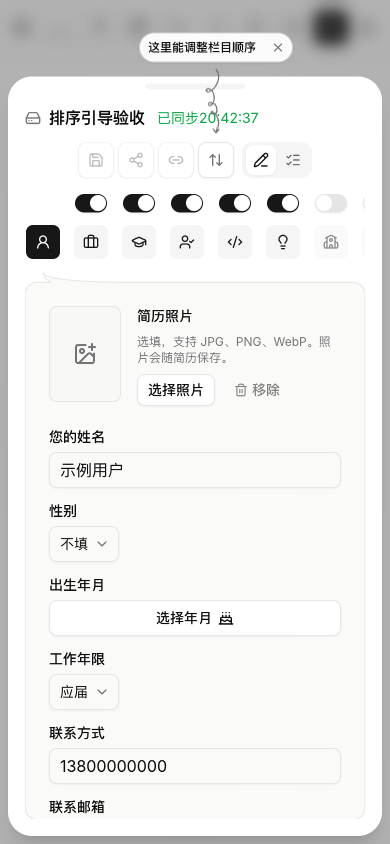 这里能调整栏目顺序
排序引导验收 已同步20:42:37
简历照片
选填，支持 JPG、PNG、WebP。照
片会随简历保存。
选择照片 移除
您的姓名
示例用户
性别
不填
出生年月
选择年月
工作年限
应届
联系方式
13800000000
联系邮箱